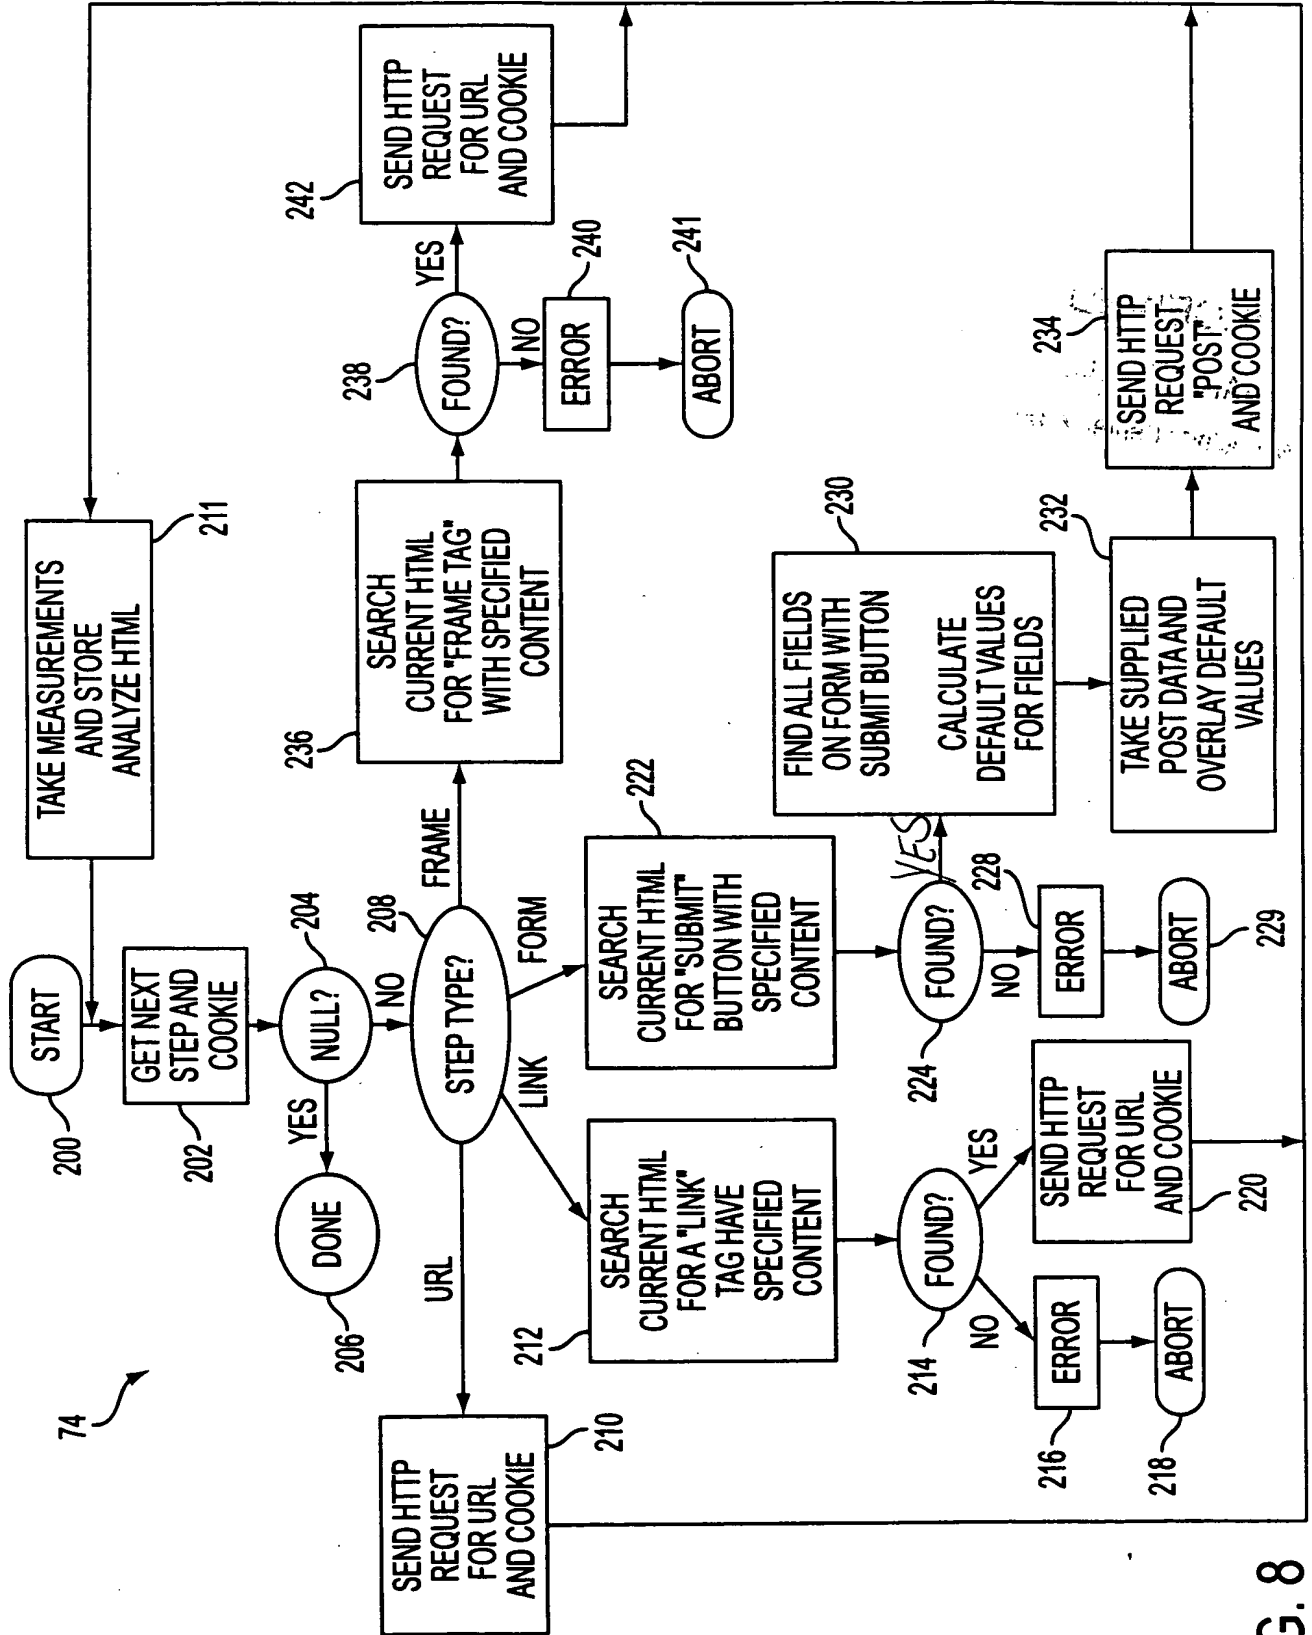 START
200
GET NEXT
STEP AND
COOKIE
202
TAKE MEASUREMENTS
AND STORE
ANALYZE HTML
211
74
NULL?
204
YES
NO
DONE
206
STEP TYPE?
208
URL
LINK
FORM
FRAME
SEND HTTP
REQUEST
FOR URL
AND COOKIE
210
SEARCH
CURRENT HTML
FOR A "LINK"
TAG HAVE
SPECIFIED
CONTENT
212
FOUND?
214
NO
YES
ERROR
216
ABORT
218
SEND HTTP
REQUEST
FOR URL
AND COOKIE
220
SEARCH
CURRENT HTML
FOR "SUBMIT"
BUTTON WITH
SPECIFIED
CONTENT
222
FOUND?
224
NO
YES
ERROR
228
ABORT
229
FIND ALL FIELDS
ON FORM WITH
SUBMIT BUTTON
CALCULATE
DEFAULT VALUES
FOR FIELDS
230
TAKE SUPPLIED
POST DATA AND
OVERLAY DEFAULT
VALUES
232
SEND HTTP
REQUEST
"POST"
AND COOKIE
234
SEARCH
CURRENT HTML
FOR "FRAME TAG"
WITH SPECIFIED
CONTENT
236
FOUND?
238
YES
NO
ERROR
240
ABORT
241
SEND HTTP
REQUEST
FOR URL
AND COOKIE
242
G. 8